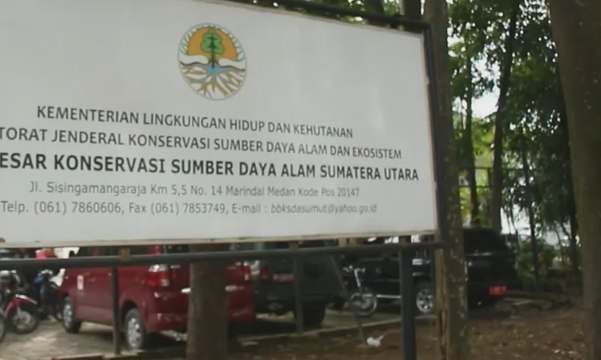 KEMENTERIAN LINGKUNGAN HIDUP DAN KEHUTANAN
TORAT JENDERAL KONSERVASI SUMBER DAYA ALAM DAN EKOSISTEM
ESAR KONSERVASI SUMBER DAYA ALAM SUMATERA UTARA
Jl. Sisingamangaraja Km 5,5 No. 14 Marindal Medan Kode Pos 20147
Telp. (061) 7860606, Fax (061) 7853749, E-mail : bbksdasumut@yahoo.go.id